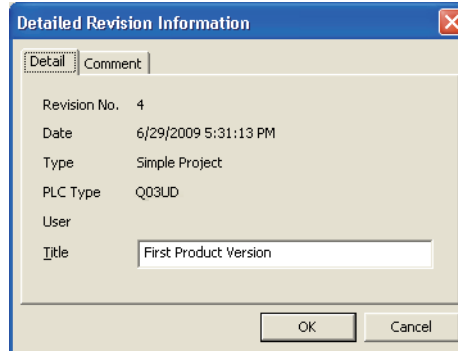 Detailed Revision Information
Detail Comment
Revision No. 4
Date 6/29/2009 5:31:13 PM
Type Simple Project
PLC Type Q03UD
User
Title First Product Version
OK Cancel